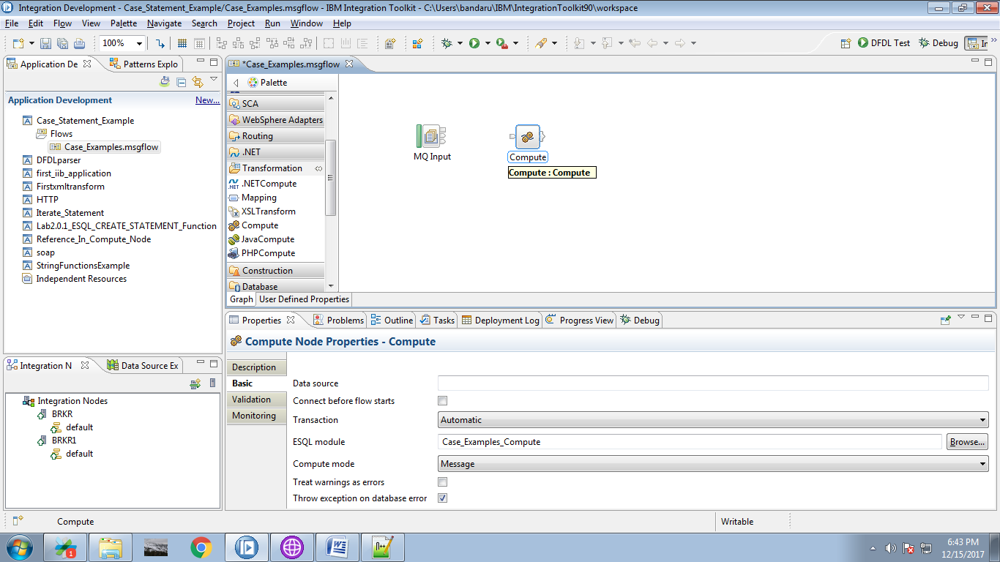 Integration Development - Case_Statement_Example/Case_Examples.msgflow - IBM Integration Toolkit - C:\Users\bandaru\IBM\IntegrationToolkit90\workspace
File Edit Flow View Palette Navigate Search Project Run Window Help
100% DFDL Test Debug In
Application De Patterns Explo
Application Development New...
Case_Statement_Example
Flows
Case_Examples.msgflow
DFDLparser
first_iib_application
Firstxmltransform
HTTP
Iterate_Statement
Lab2.0.1_ESQL_CREATE_STATEMENT_Function
Reference_In_Compute_Node
soap
StringFunctionsExample
Independent Resources
*Case_Examples.msgflow
Palette
SCA
WebSphere Adapters
Routing
.NET
Transformation
.NETCompute
Mapping
XSLTransform
Compute
JavaCompute
PHPCompute
Construction
Database
MQ Input
Compute
Compute : Compute
Graph User Defined Properties
Integration N Data Source Ex
Integration Nodes
BRKR
default
BRKR1
default
Properties Problems Outline Tasks Deployment Log Progress View Debug
Compute Node Properties - Compute
Description
Basic
Validation
Monitoring
Data source
Connect before flow starts
Transaction Automatic
ESQL module Case_Examples_Compute Browse...
Compute mode Message
Treat warnings as errors
Throw exception on database error
Compute Writable
1
6:43 PM
12/15/2017